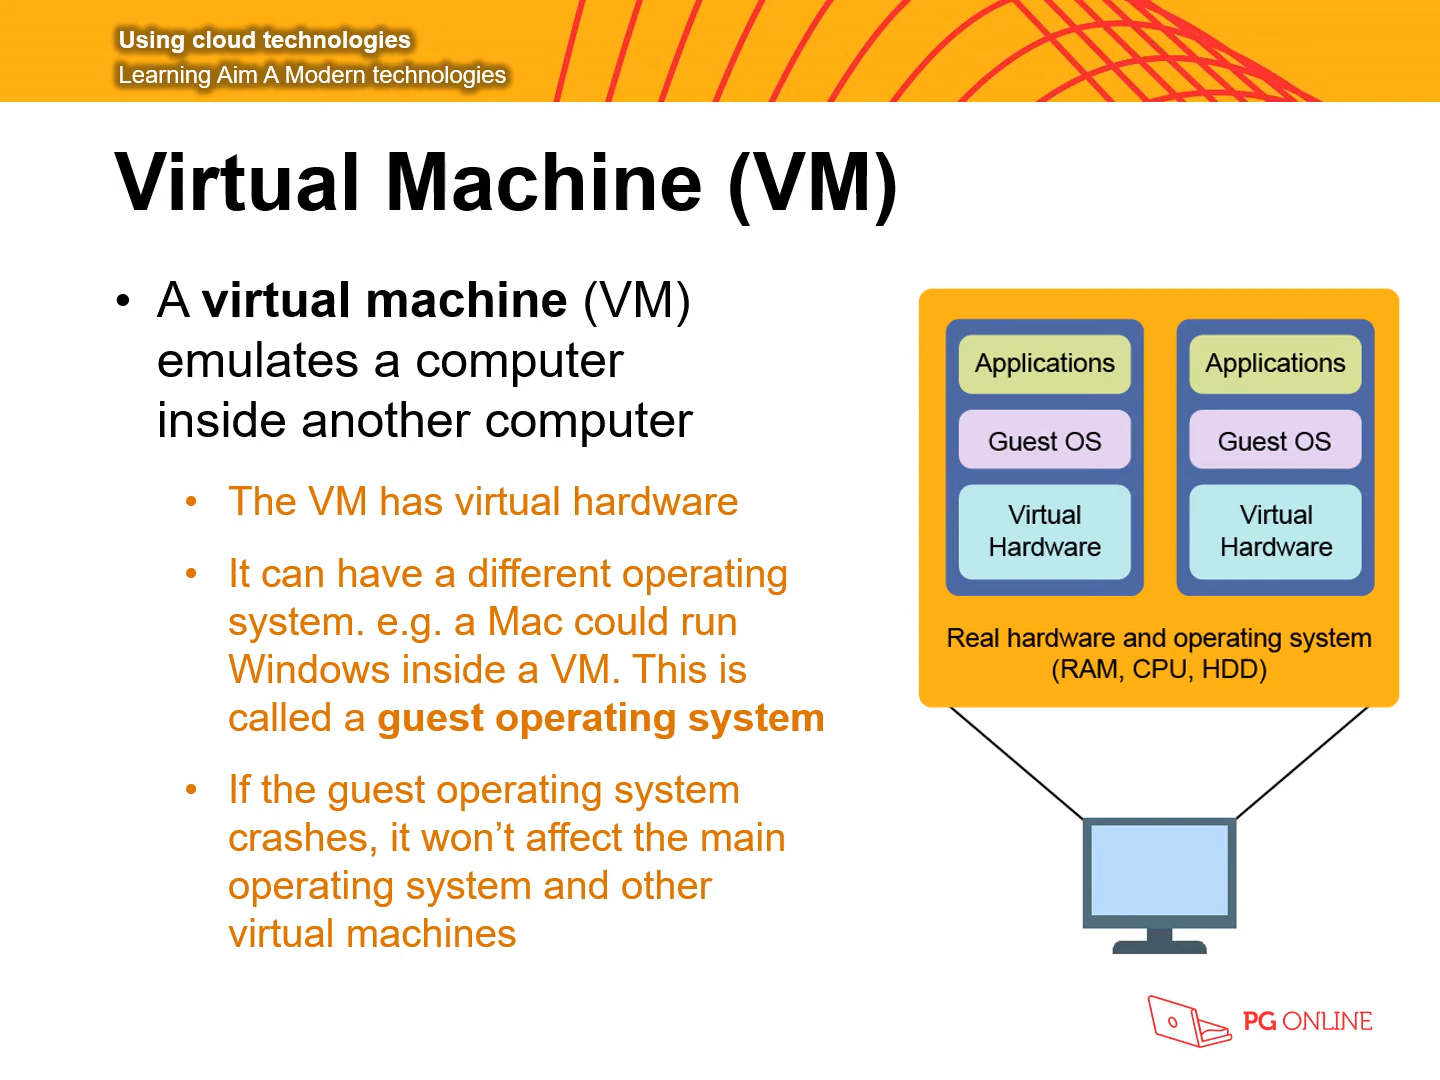 Using cloud technologies
Learning Aim A Modern technologies
Virtual Machine (VM)
• A virtual machine (VM)
emulates a computer
inside another computer
• The VM has virtual hardware
• It can have a different operating
system. e.g. a Mac could run
Windows inside a VM. This is
called a guest operating system
• If the guest operating system
crashes, it won’t affect the main
operating system and other
virtual machines
Applications
Guest OS
Virtual
Hardware
Applications
Guest OS
Virtual
Hardware
Real hardware and operating system
(RAM, CPU, HDD)
PG ONLINE